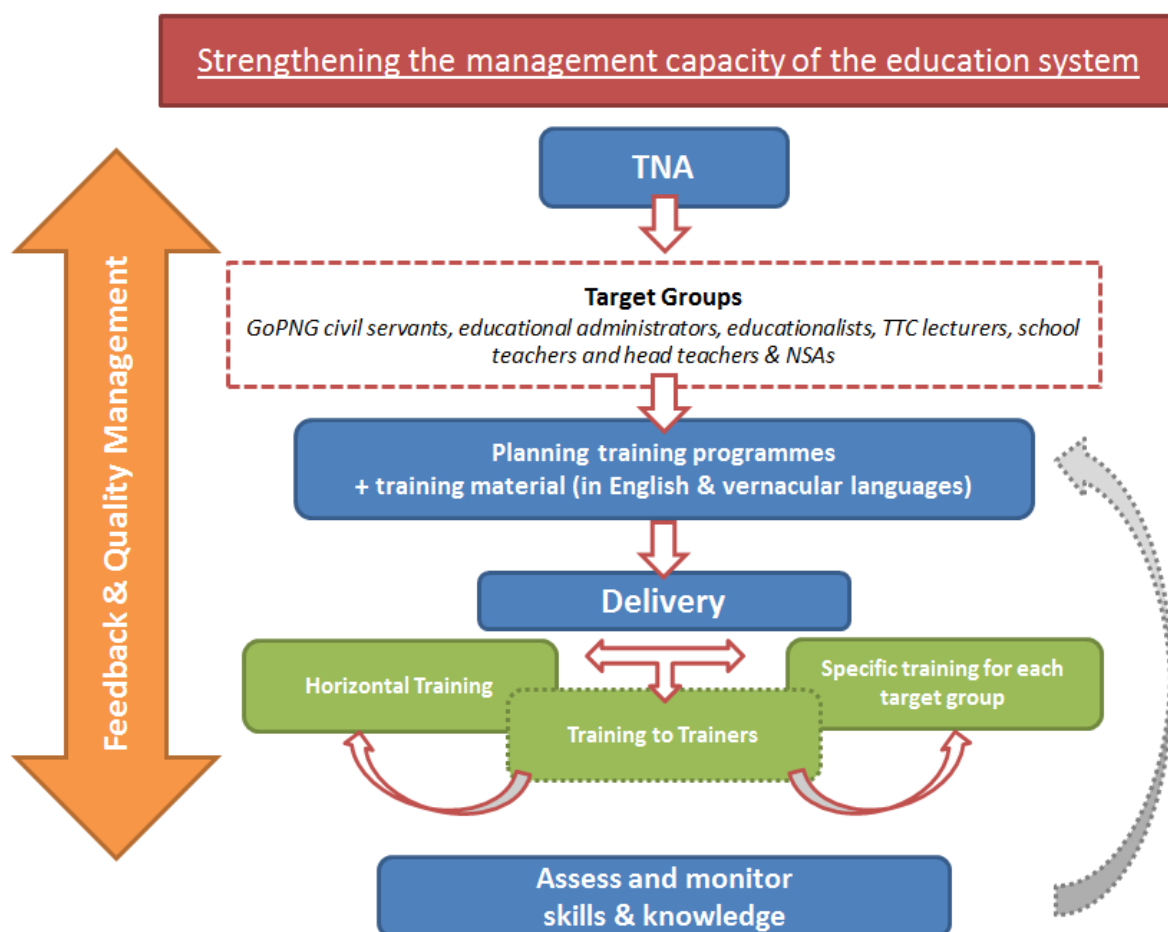 Strengthening the management capacity of the education system
TNA
Feedback & Quality Management
Target Groups
GoPNG civil servants, educational administrators, educationalists, TTC lecturers, school
teachers and head teachers & NSAs
Planning training programmes
+ training material (in English & vernacular languages)
Delivery
Horizontal Training
Specific training for each
target group
Training to Trainers
Assess and monitor
skills & knowledge